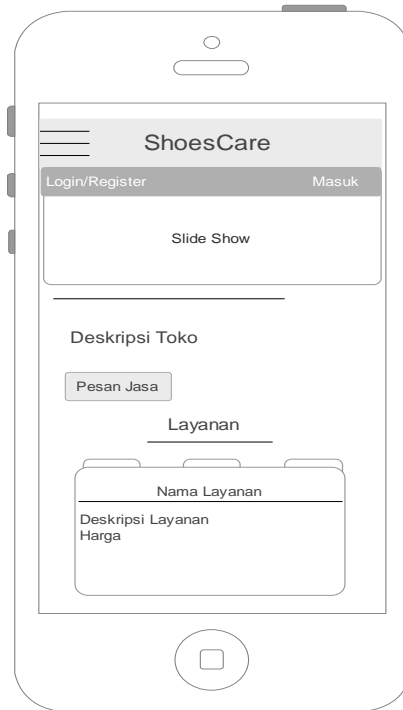 ShoesCare
Login/Register Masuk
Slide Show
Deskripsi Toko
Pesan Jasa
Layanan
Nama Layanan
Deskripsi Layanan
Harga